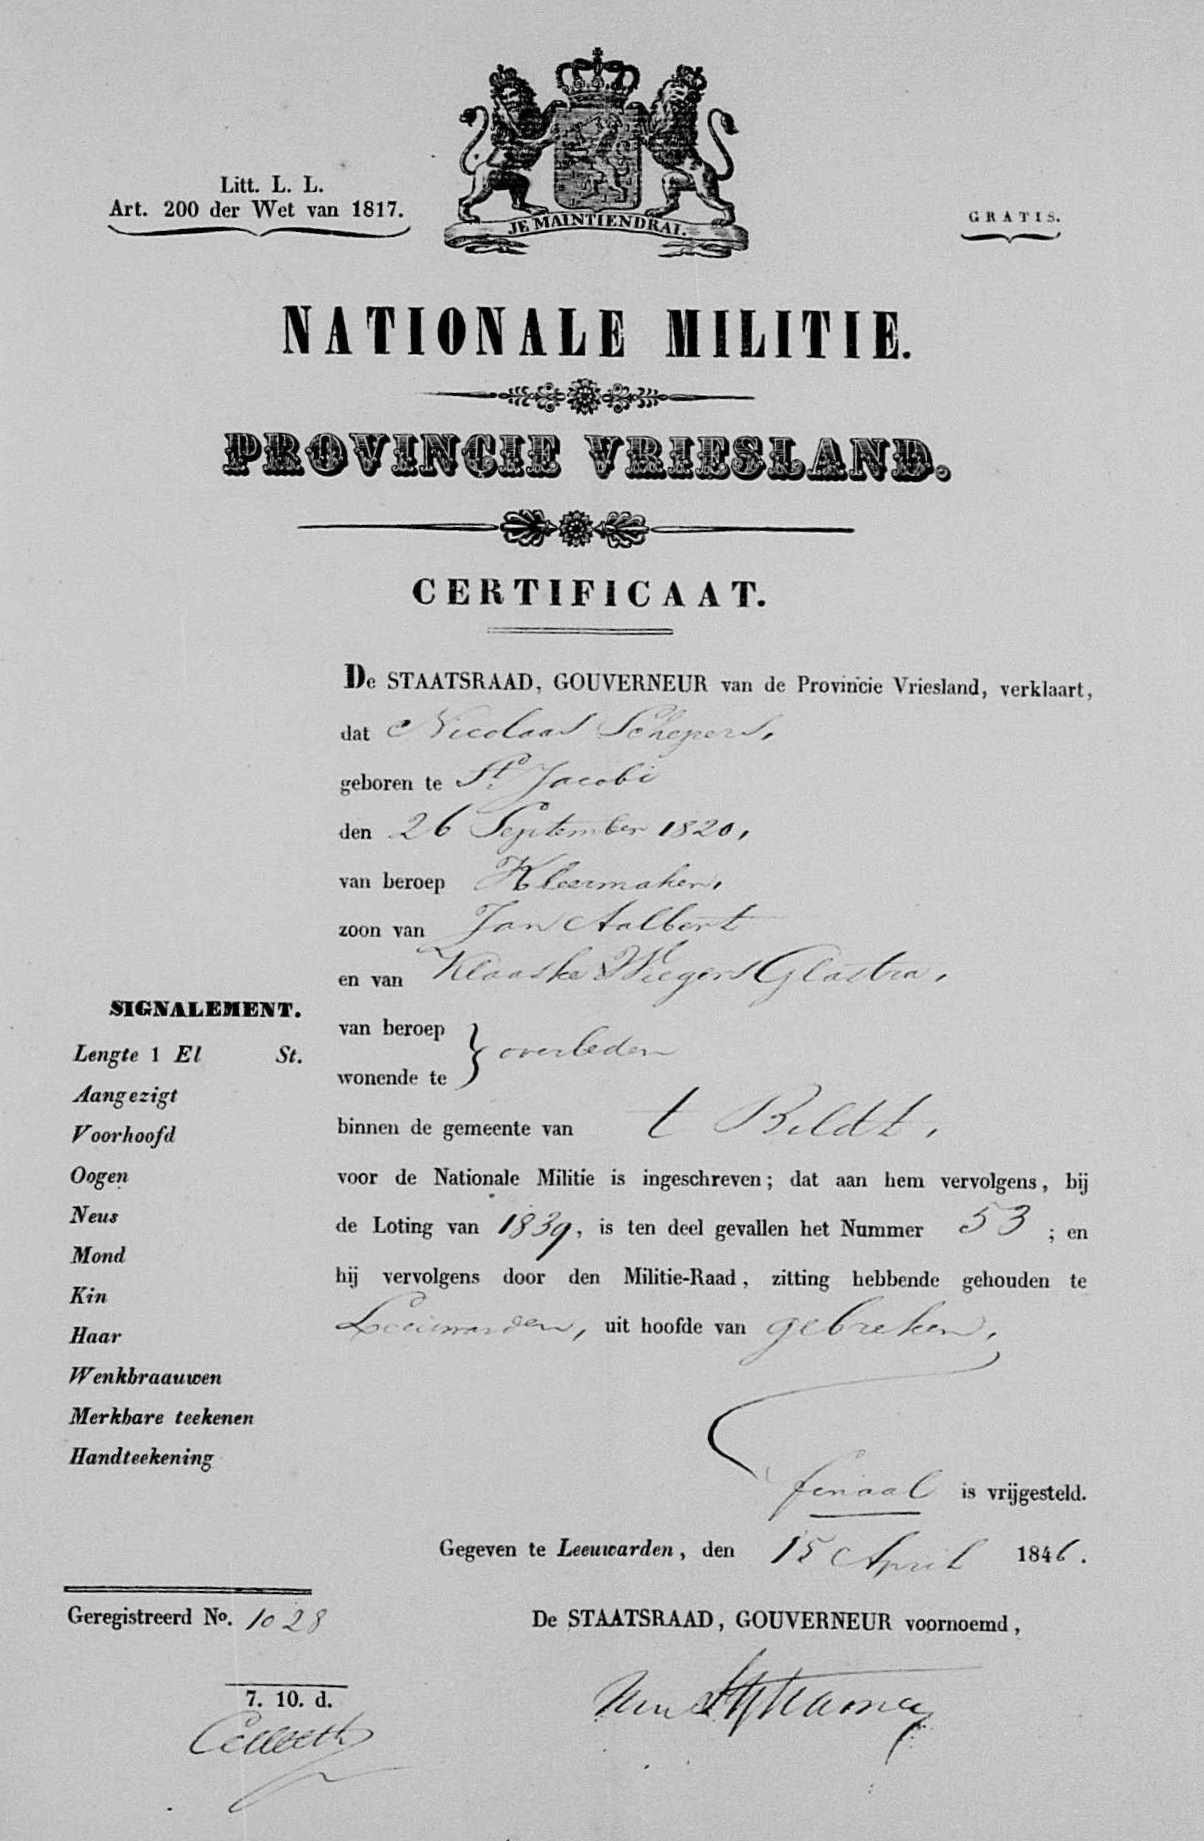 Litt. L. L.
Art. 200 der Wet van 1817.
JE MAINTIENDRAI.
GRATIS.
NATIONALE MILITIE.
PROVINCIE VRIESLAND.
CERTIFICAAT.
De STAATSRAAD, GOUVERNEUR van de Provincie Vriesland, verklaart,
dat Nicolaas Schepers,
geboren te St. Jacobi
den 26 September 1820,
van beroep Kleermaker,
zoon van Jan Aalbert
en van Klaaske Wiegers Glastra,
van beroep
wonende te } overleden
binnen de gemeente van t Bildt,
voor de Nationale Militie is ingeschreven; dat aan hem vervolgens, bij
de Loting van 1839, is ten deel gevallen het Nummer 53; en
hij vervolgens door den Militie-Raad, zitting hebbende gehouden te
Leeuwarden, uit hoofde van gebreken,
finaal is vrijgesteld.
Gegeven te Leeuwarden, den 15 April 1846.
De STAATSRAAD, GOUVERNEUR voornoemd,
SIGNALEMENT.
Lengte 1 El St.
Aangezigt
Voorhoofd
Oogen
Neus
Mond
Kin
Haar
Wenkbraauwen
Merkbare teekenen
Handteekening
Geregistreerd No. 1028
7. 10. d.